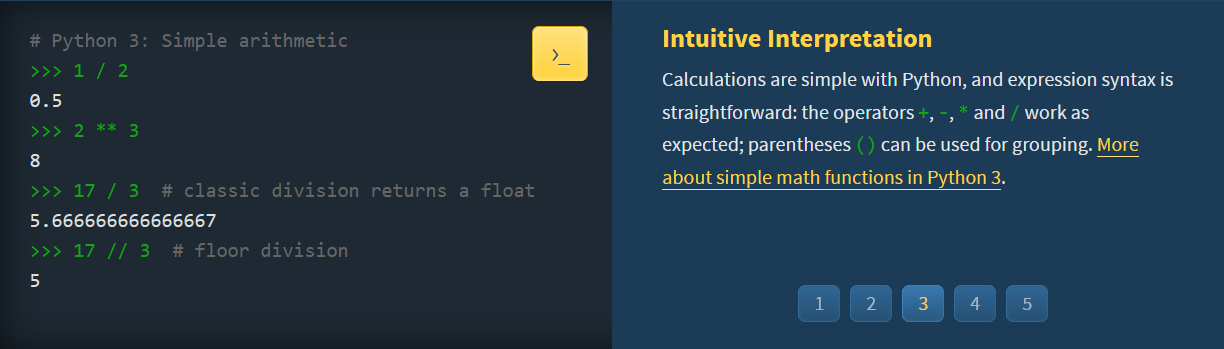 # Python 3: Simple arithmetic
>>> 1 / 2
0.5
>>> 2 ** 3
8
>>> 17 / 3  # classic division returns a float
5.666666666666667
>>> 17 // 3  # floor division
5
>_
Intuitive Interpretation
Calculations are simple with Python, and expression syntax is
straightforward: the operators +, -, * and / work as
expected; parentheses () can be used for grouping. More
about simple math functions in Python 3.
1 2 3 4 5